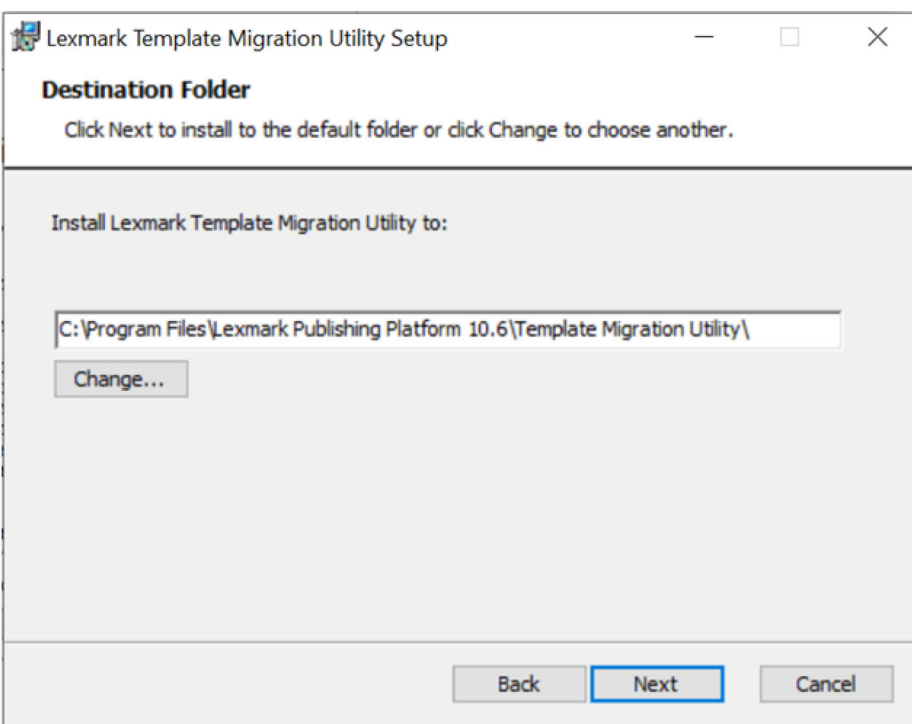 Lexmark Template Migration Utility Setup
Destination Folder
Click Next to install to the default folder or click Change to choose another.
Install Lexmark Template Migration Utility to:
C:\Program Files\Lexmark Publishing Platform 10.6\Template Migration Utility\
Change...
Back Next Cancel